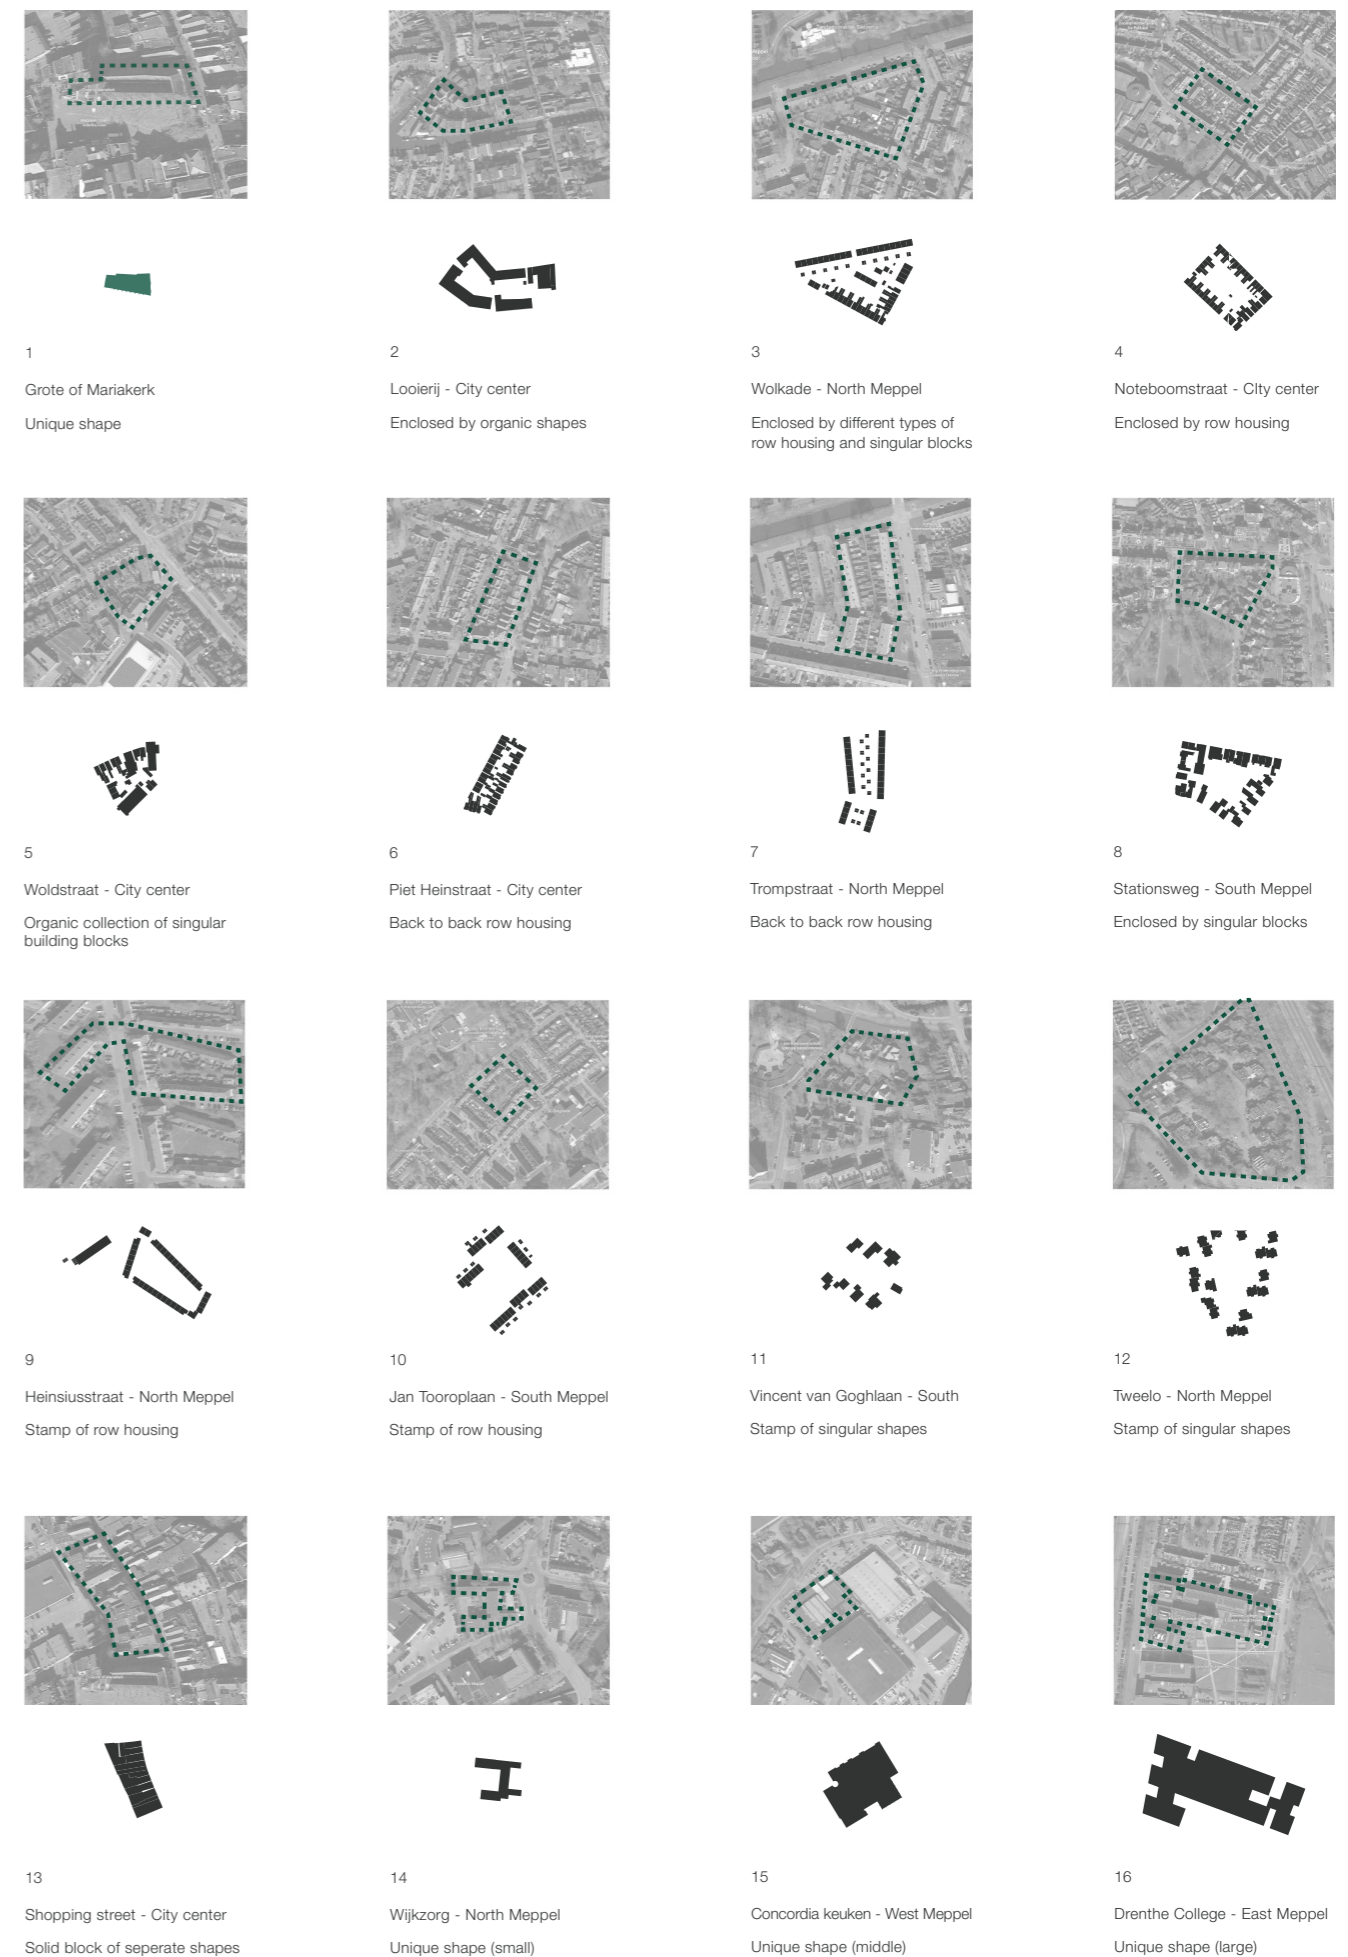 1
2
3
4
Grote of Mariakerk
Looierij - City center
Wolkade - North Meppel
Noteboomstraat - CIty center
Unique shape
Enclosed by organic shapes
Enclosed by different types of
row housing and singular blocks
Enclosed by row housing
5
6
7
8
Woldstraat - City center
Piet Heinstraat - City center
Trompstraat - North Meppel
Stationsweg - South Meppel
Organic collection of singular
building blocks
Back to back row housing
Back to back row housing
Enclosed by singular blocks
9
10
11
12
Heinsiusstraat - North Meppel
Jan Tooroplaan - South Meppel
Vincent van Goghlaan - South
Tweelo - North Meppel
Stamp of row housing
Stamp of row housing
Stamp of singular shapes
Stamp of singular shapes
13
14
15
16
Shopping street - City center
Wijkzorg - North Meppel
Concordia keuken - West Meppel
Drenthe College - East Meppel
Solid block of seperate shapes
Unique shape (small)
Unique shape (middle)
Unique shape (large)